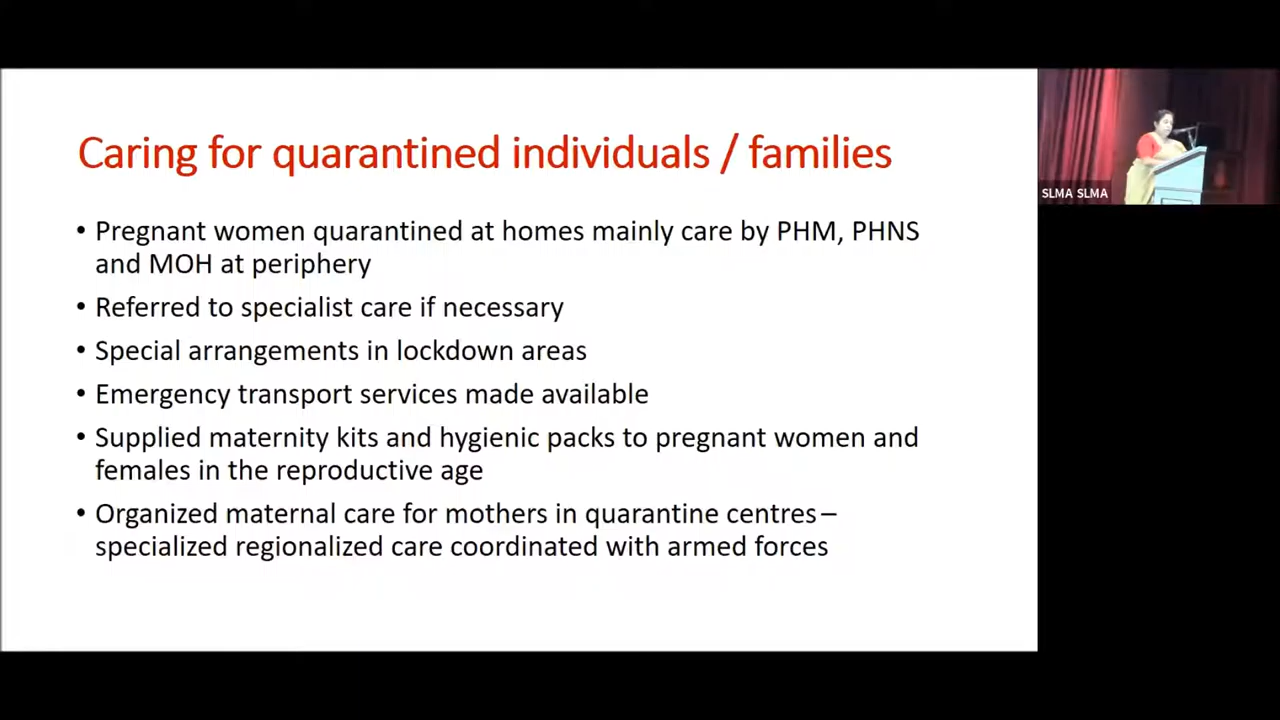 Caring for quarantined individuals / families
• Pregnant women quarantined at homes mainly care by PHM, PHNS
and MOH at periphery
• Referred to specialist care if necessary
• Special arrangements in lockdown areas
• Emergency transport services made available
• Supplied maternity kits and hygienic packs to pregnant women and
females in the reproductive age
• Organized maternal care for mothers in quarantine centres –
specialized regionalized care coordinated with armed forces
SLMA SLMA